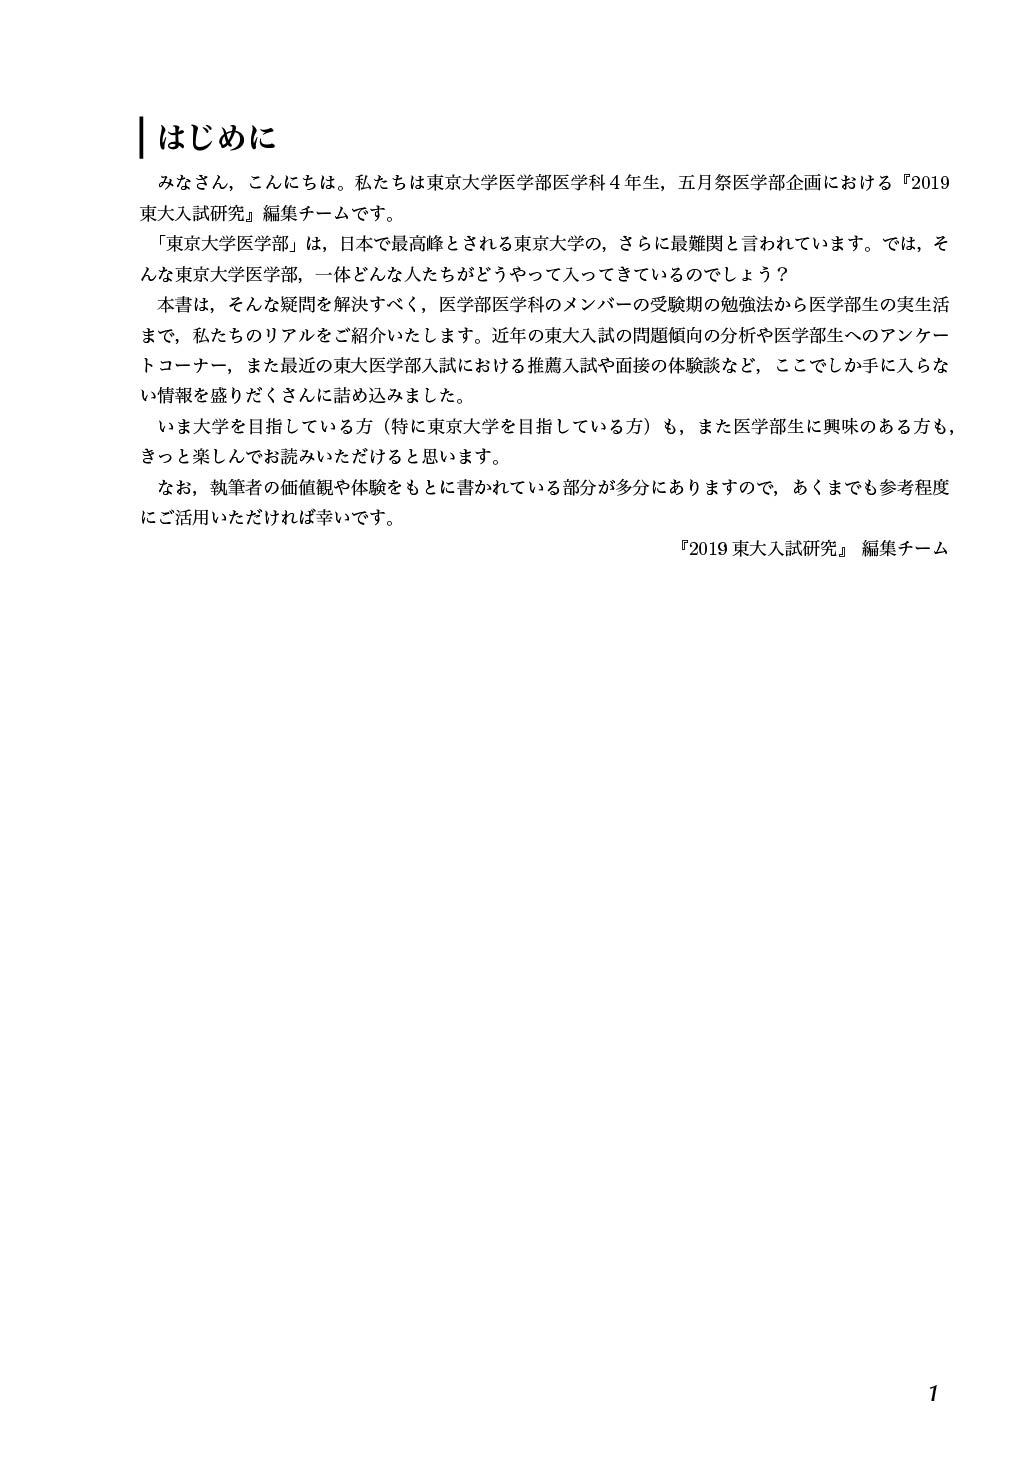 はじめに
　みなさん，こんにちは。私たちは東京大学医学部医学科４年生，五月祭医学部企画における『2019
東大入試研究』編集チームです。
　「東京大学医学部」は，日本で最高峰とされる東京大学の，さらに最難関と言われています。では，そ
んな東京大学医学部，一体どんな人たちがどうやって入ってきているのでしょう？
　本書は，そんな疑問を解決すべく，医学部医学科のメンバーの受験期の勉強法から医学部生の実生活
まで，私たちのリアルをご紹介いたします。近年の東大入試の問題傾向の分析や医学部生へのアンケー
トコーナー，また最近の東大医学部入試における推薦入試や面接の体験談など，ここでしか手に入らな
い情報を盛りだくさんに詰め込みました。
　いま大学を目指している方（特に東京大学を目指している方）も，また医学部生に興味のある方も，
きっと楽しんでお読みいただけると思います。
　なお，執筆者の価値観や体験をもとに書かれている部分が多分にありますので，あくまでも参考程度
にご活用いただければ幸いです。
『2019 東大入試研究』 編集チーム
1